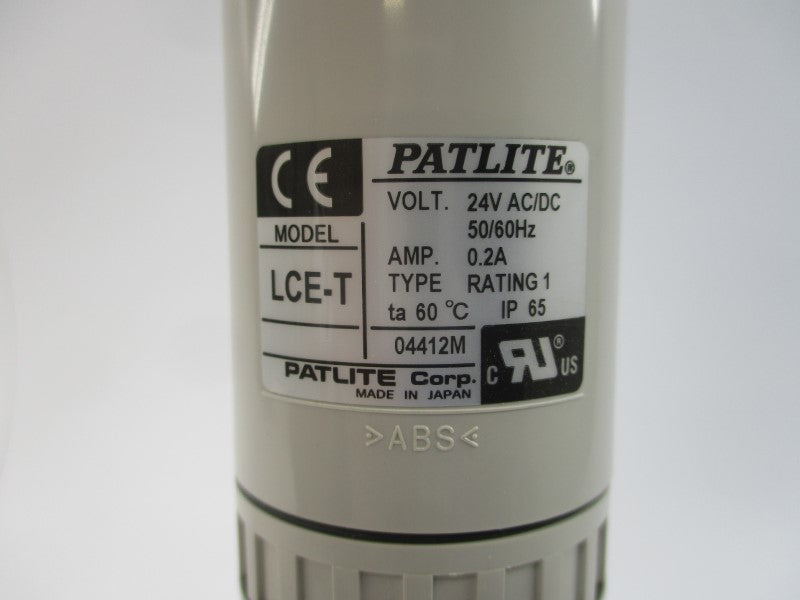 CE
PATLITE®
VOLT. 24V AC/DC
50/60Hz
MODEL
AMP. 0.2A
LCE-T
TYPE RATING 1
ta 60 °C IP 65
04412M
PATLITE Corp.
MADE IN JAPAN
C RU® US
>ABS<